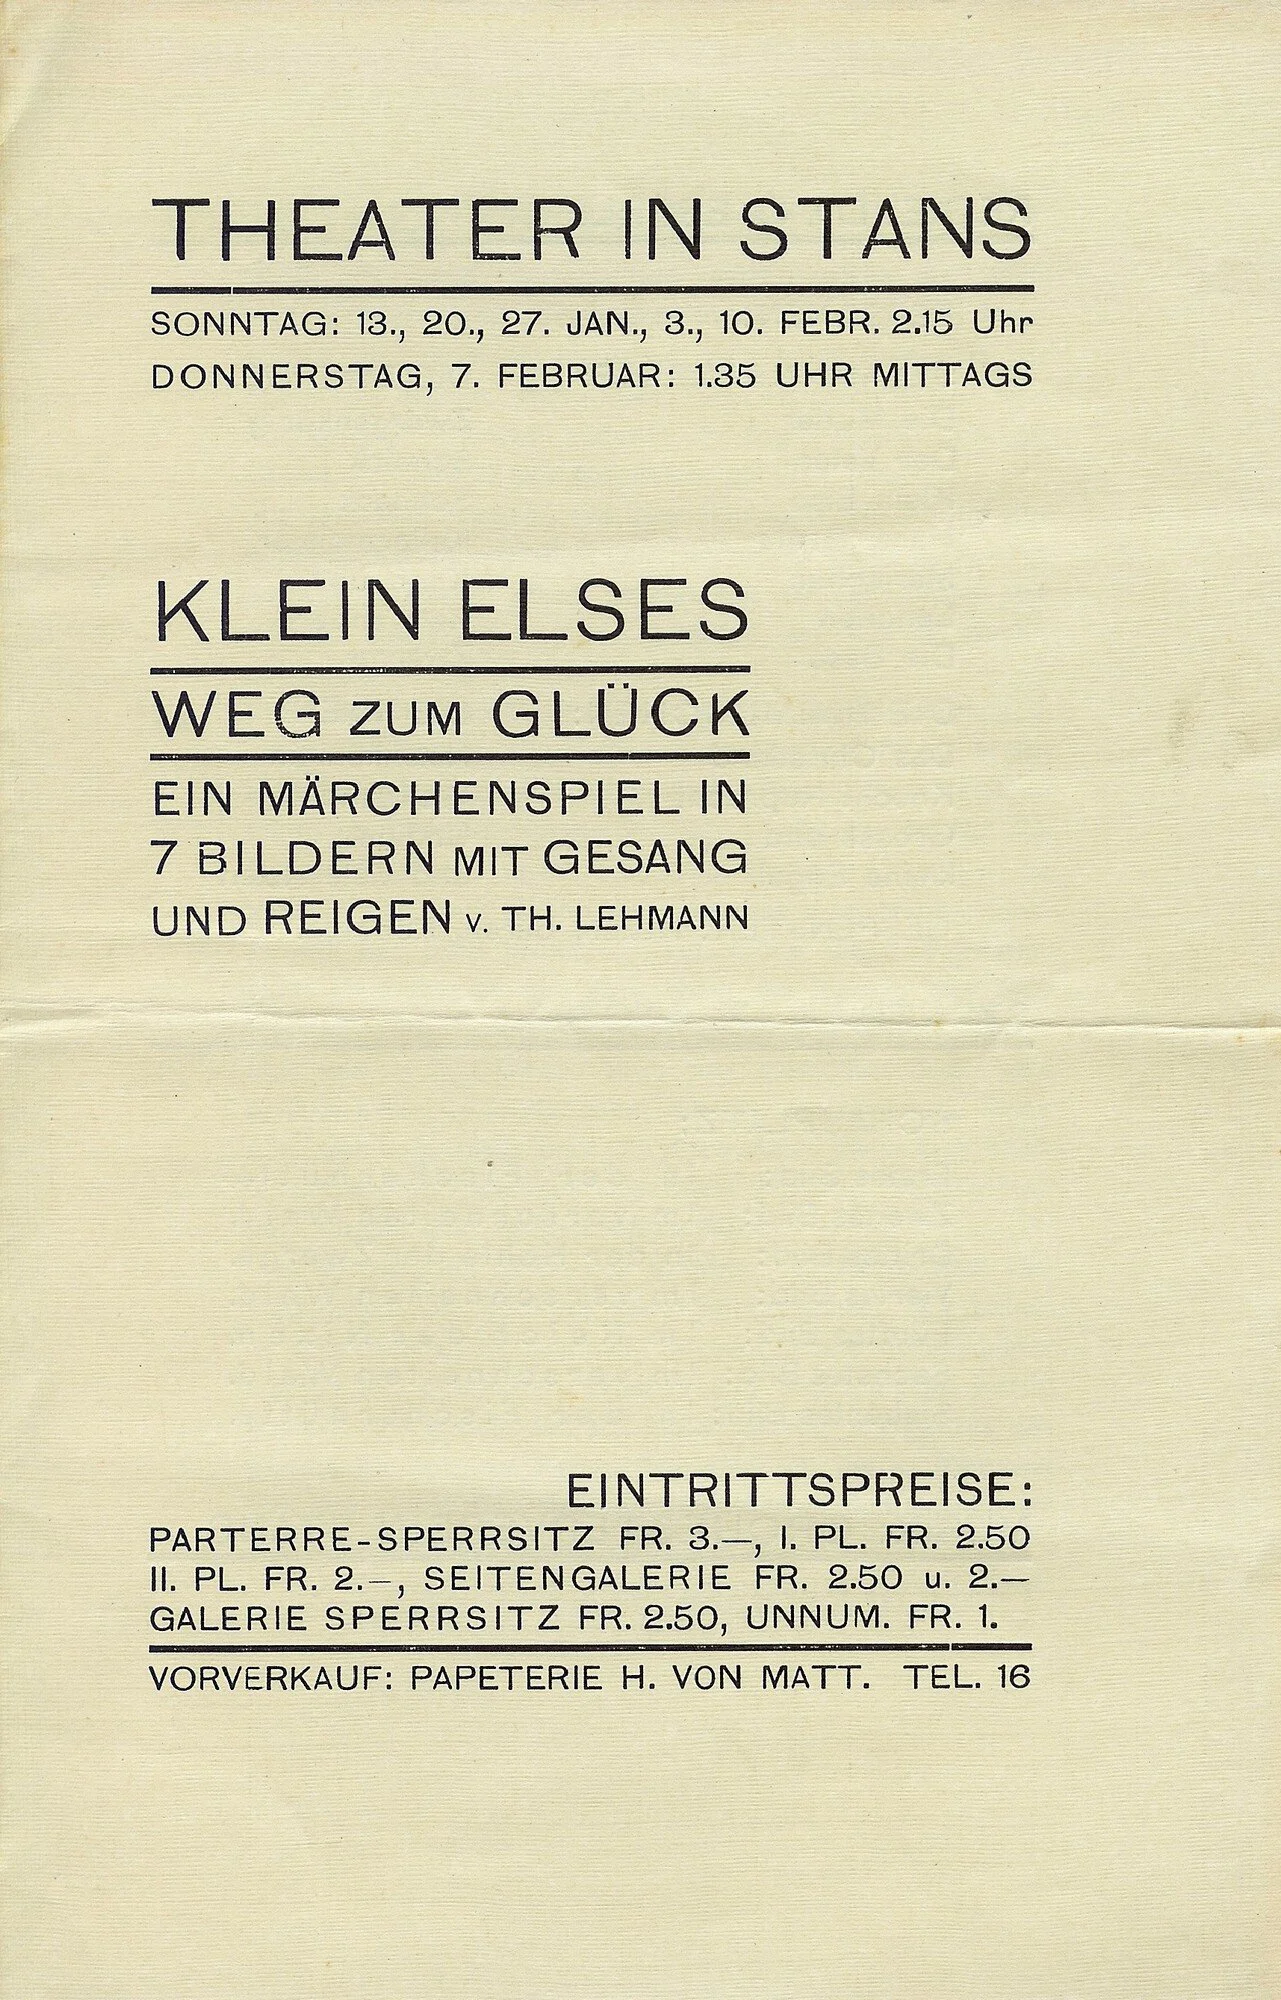 THEATER IN STANS
SONNTAG: 13., 20., 27. JAN., 3., 10. FEBR. 2.15 Uhr
DONNERSTAG, 7. FEBRUAR: 1.35 UHR MITTAGS
KLEIN ELSES
WEG ZUM GLÜCK
EIN MÄRCHENSPIEL IN
7 BILDERN MIT GESANG
UND REIGEN v. TH. LEHMANN
EINTRITTSPREISE:
PARTERRE-SPERRSITZ FR. 3.—, I. PL. FR. 2.50
II. PL. FR. 2.—, SEITENGALERIE FR. 2.50 u. 2.—
GALERIE SPERRSITZ FR. 2.50, UNNUM. FR. 1.
VORVERKAUF: PAPETERIE H. VON MATT. TEL. 16